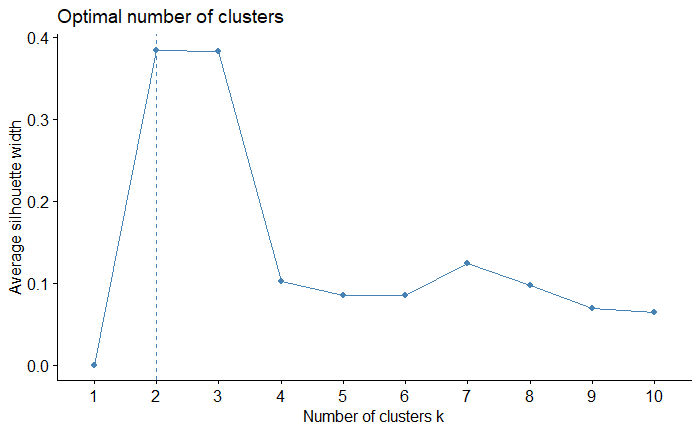 Optimal number of clusters
Average silhouette width
0.4
0.3
0.2
0.1
0.0
1 2 3 4 5 6 7 8 9 10
Number of clusters k